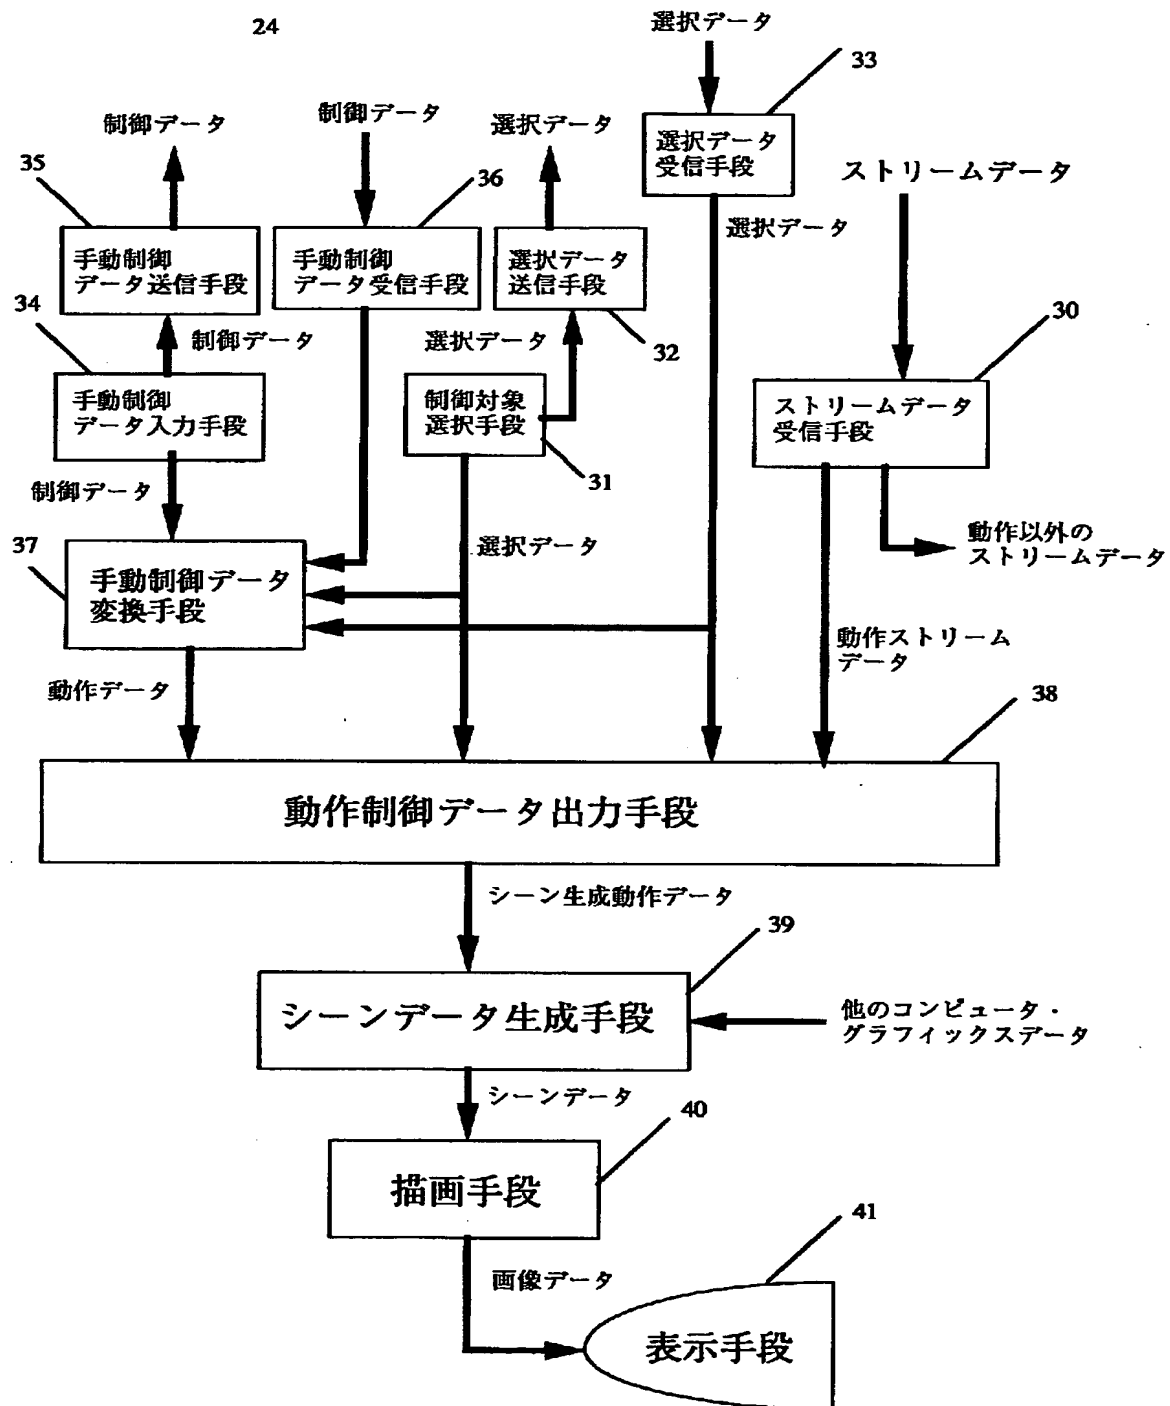 24
選択データ
33
制御データ
制御データ
選択データ
35
36
選択データ
受信手段
ストリームデータ
選択データ
手動制御
データ送信手段
手動制御
データ受信手段
選択データ
送信手段
34
制御データ
選択データ
32
30
手動制御
データ入力手段
制御対象
選択手段
ストリームデータ
受信手段
31
制御データ
動作以外の
ストリームデータ
37
選択データ
手動制御データ
変換手段
動作ストリーム
データ
動作データ
38
動作制御データ出力手段
シーン生成動作データ
39
シーンデータ生成手段
他のコンピュータ・
グラフィックスデータ
シーンデータ
40
描画手段
41
画像データ
表示手段